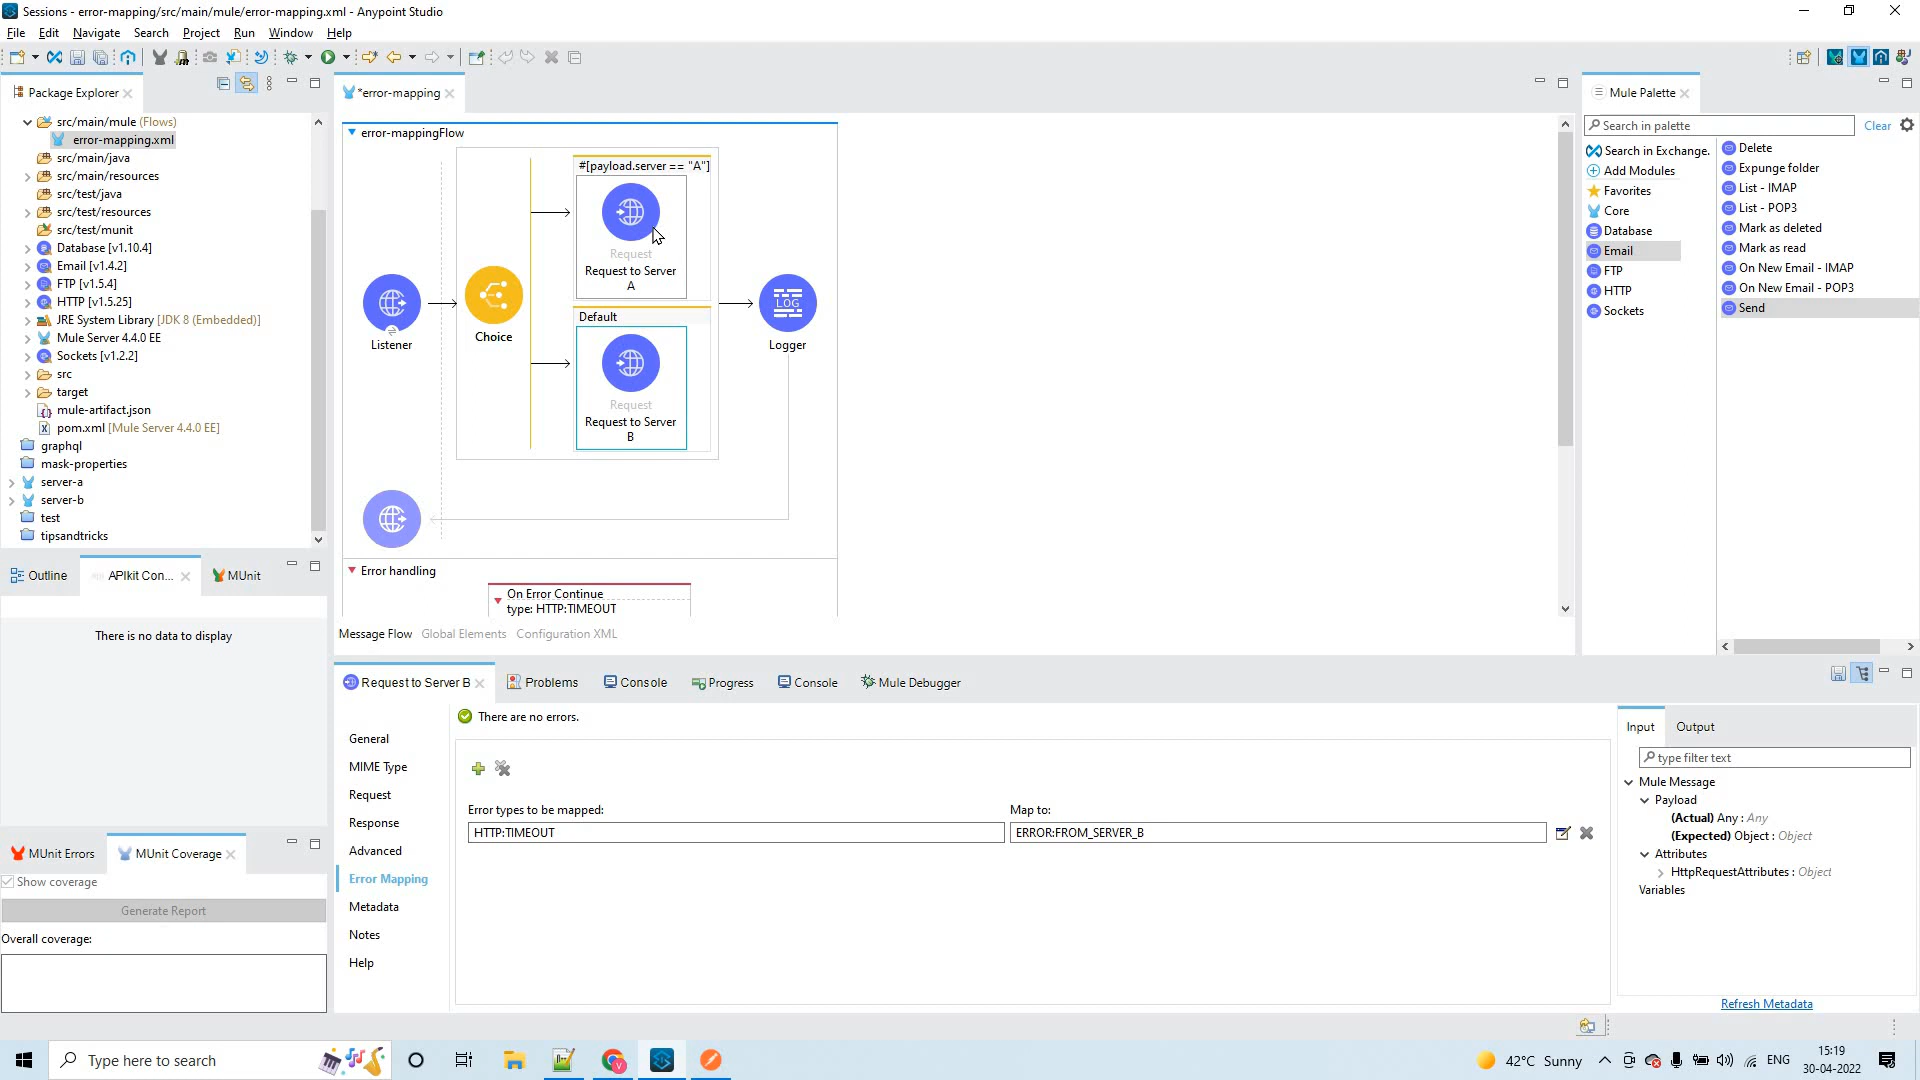 Sessions - error-mapping/src/main/mule/error-mapping.xml - Anypoint Studio
File Edit Navigate Search Project Run Window Help
Package Explorer
src/main/mule (Flows)
error-mapping.xml
src/main/java
src/main/resources
src/test/java
src/test/resources
src/test/munit
Database [v1.10.4]
Email [v1.4.2]
FTP [v1.5.4]
HTTP [v1.5.25]
JRE System Library [JDK 8 (Embedded)]
Mule Server 4.4.0 EE
Sockets [v1.2.2]
src
target
mule-artifact.json
pom.xml [Mule Server 4.4.0 EE]
graphql
mask-properties
server-a
server-b
test
tipsandtricks
Outline
APIkit Con...
MUnit
There is no data to display
MUnit Errors
MUnit Coverage
Show coverage
Generate Report
Overall coverage:
*error-mapping
error-mappingFlow
Listener
Choice
#[payload.server == "A"]
Request
Request to Server
A
Default
Request
Request to Server
B
LOG
Logger
Error handling
On Error Continue
type: HTTP:TIMEOUT
Message Flow Global Elements Configuration XML
Mule Palette
Search in palette
Clear
Search in Exchange.
Add Modules
Favorites
Core
Database
Email
FTP
HTTP
Sockets
Delete
Expunge folder
List - IMAP
List - POP3
Mark as deleted
Mark as read
On New Email - IMAP
On New Email - POP3
Send
Request to Server B
Problems
Console
Progress
Console
Mule Debugger
There are no errors.
General
MIME Type
Request
Response
Advanced
Error Mapping
Metadata
Notes
Help
Error types to be mapped:
Map to:
HTTP:TIMEOUT
ERROR:FROM_SERVER_B
Input
Output
type filter text
Mule Message
Payload
(Actual) Any : Any
(Expected) Object : Object
Attributes
HttpRequestAttributes : Object
Variables
Refresh Metadata
Type here to search
42°C Sunny
ENG
15:19
30-04-2022